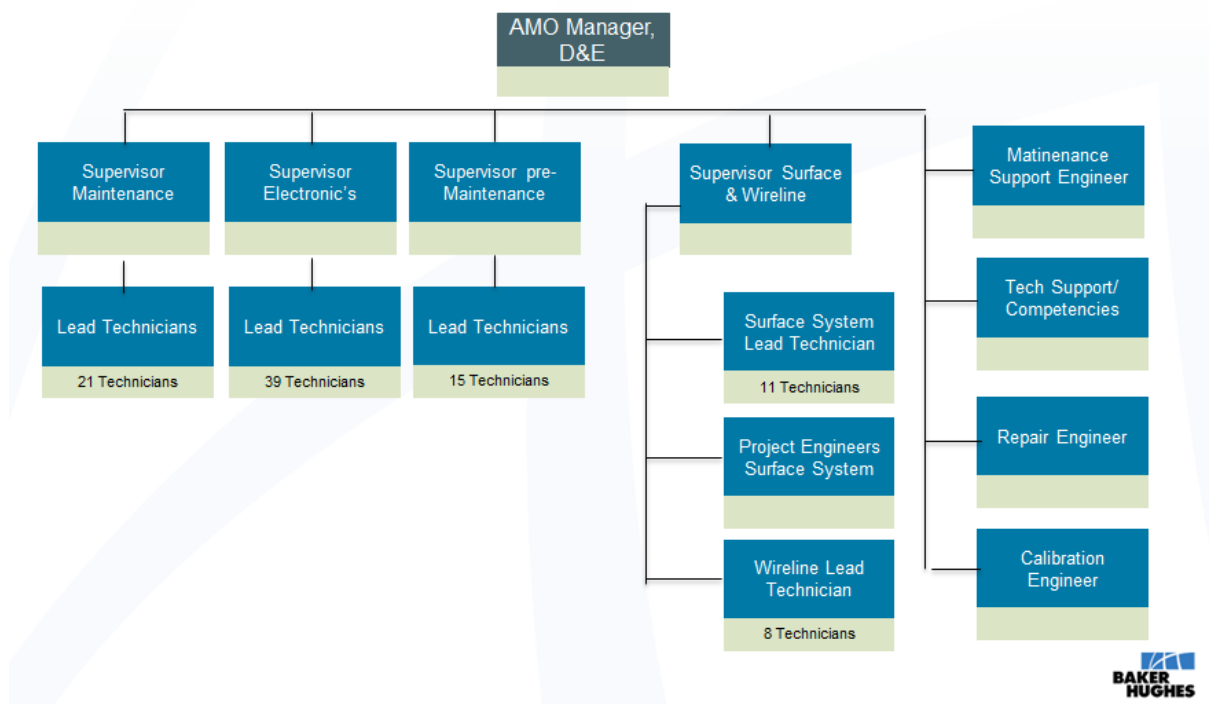 AMO Manager,
D&E
Supervisor
Maintenance
Supervisor
Electronic's
Supervisor pre-
Maintenance
Supervisor Surface
& Wireline
Matinenance
Support Engineer
Lead Technicians
21 Technicians
Lead Technicians
39 Technicians
Lead Technicians
15 Technicians
Surface System
Lead Technician
11 Technicians
Project Engineers
Surface System
Wireline Lead
Technician
8 Technicians
Tech Support/
Competencies
Repair Engineer
Calibration
Engineer
BAKER
HUGHES